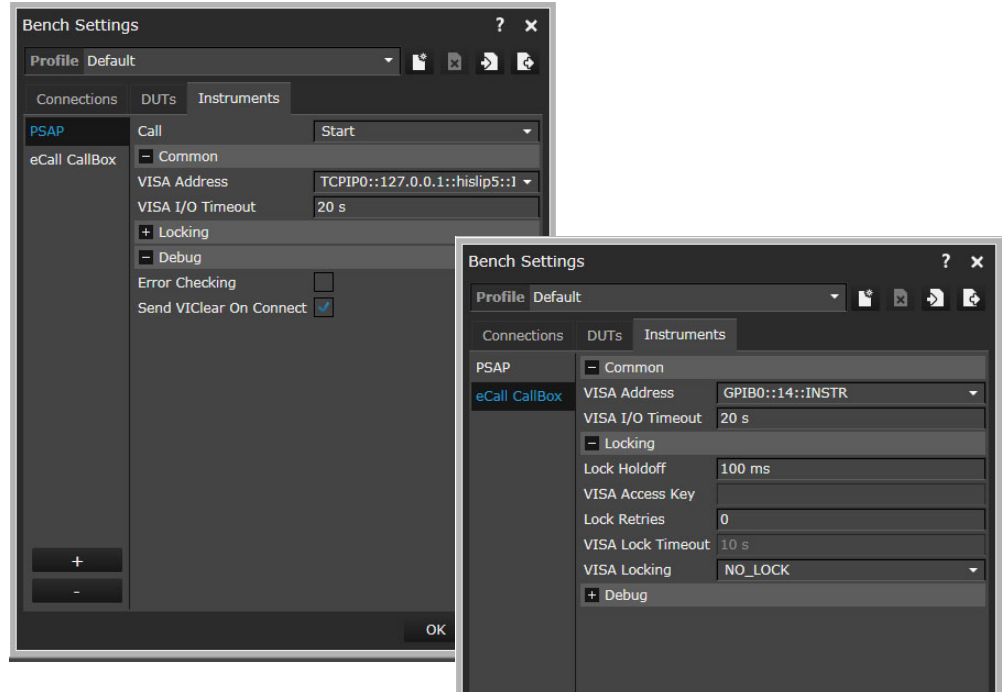 Bench Settings ? ×
Profile Default
Connections DUTs Instruments
PSAP
eCall CallBox
Call Start
− Common
VISA Address TCPIP0::127.0.0.1::hislip5::I
VISA I/O Timeout 20 s
+ Locking
− Debug
Error Checking
Send VIClear On Connect
+
-
OK
Bench Settings ? ×
Profile Default
Connections DUTs Instruments
PSAP
eCall CallBox
− Common
VISA Address GPIB0::14::INSTR
VISA I/O Timeout 20 s
− Locking
Lock Holdoff 100 ms
VISA Access Key
Lock Retries 0
VISA Lock Timeout 10 s
VISA Locking NO_LOCK
+ Debug